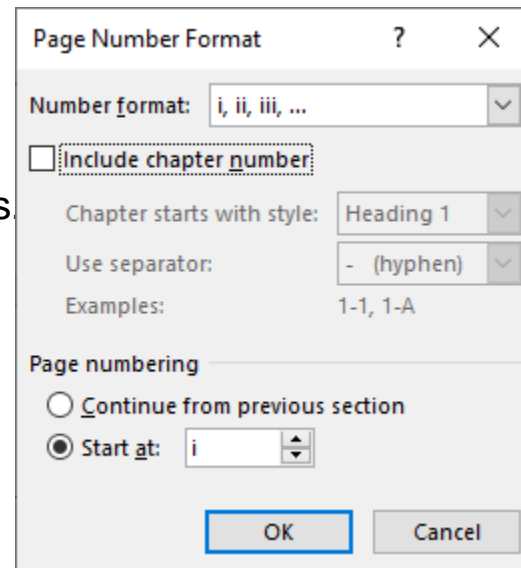 Page Number Format ? ×
Number format: i, ii, iii, ...
Include chapter number
s.
Chapter starts with style: Heading 1
Use separator: - (hyphen)
Examples: 1-1, 1-A
Page numbering
Continue from previous section
Start at: i
OK Cancel